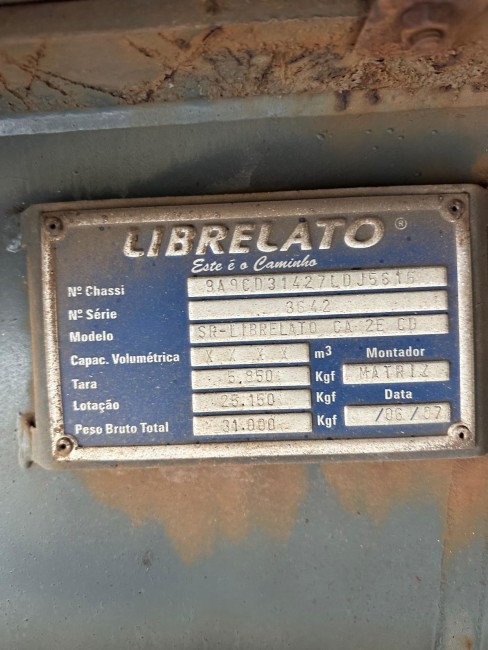 LIBRELATO ®
Este é o Caminho
Nº Chassi 9A9CD31427LDJ5616
Nº Série 3642
Modelo SR-LIBRELATO CA 2E CD
Capac. Volumétrica X X X X m³ Montador
Tara 5.850 Kgf MATRIZ
Lotação 25.150 Kgf Data
Peso Bruto Total 31.000 Kgf /08/07